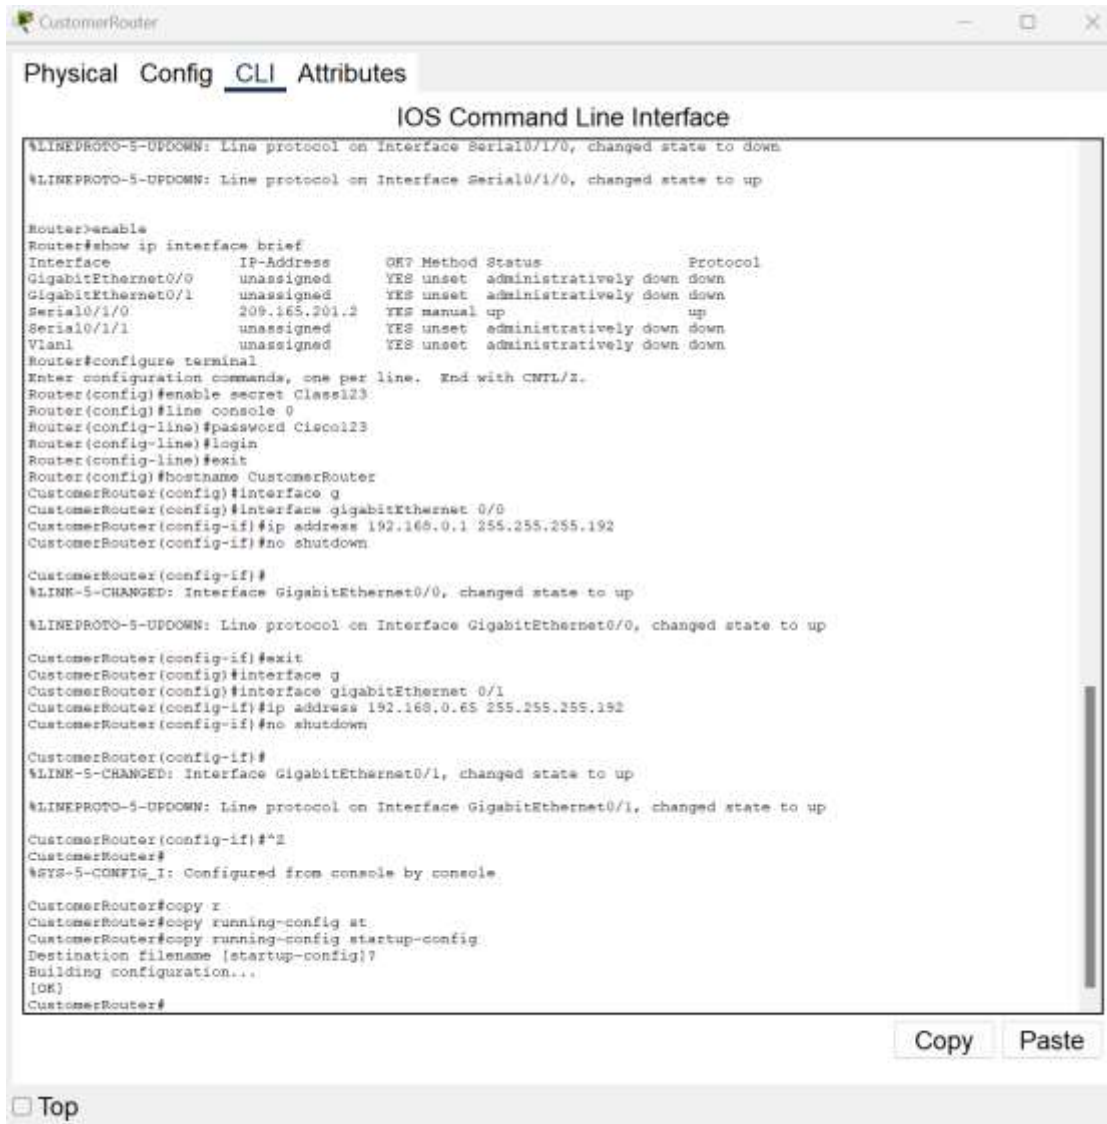 CustomerRouter
Physical Config CLI Attributes
IOS Command Line Interface
%LINEPROTO-5-UPDOWN: Line protocol on Interface Serial0/1/0, changed state to down
%LINEPROTO-5-UPDOWN: Line protocol on Interface Serial0/1/0, changed state to up
Router>enable
Router#show ip interface brief
Interface IP-Address OK? Method Status Protocol
GigabitEthernet0/0 unassigned YES unset administratively down down
GigabitEthernet0/1 unassigned YES unset administratively down down
Serial0/1/0 209.165.201.2 YES manual up up
Serial0/1/1 unassigned YES unset administratively down down
Vlan1 unassigned YES unset administratively down down
Router#configure terminal
Enter configuration commands, one per line. End with CNTL/Z.
Router(config)#enable secret Class123
Router(config)#line console 0
Router(config-line)#password Cisco123
Router(config-line)#login
Router(config-line)#exit
Router(config)#hostname CustomerRouter
CustomerRouter(config)#interface g
CustomerRouter(config)#interface gigabitEthernet 0/0
CustomerRouter(config-if)#ip address 192.168.0.1 255.255.255.192
CustomerRouter(config-if)#no shutdown
CustomerRouter(config-if)#
%LINK-5-CHANGED: Interface GigabitEthernet0/0, changed state to up
%LINEPROTO-5-UPDOWN: Line protocol on Interface GigabitEthernet0/0, changed state to up
CustomerRouter(config-if)#exit
CustomerRouter(config)#interface g
CustomerRouter(config)#interface gigabitEthernet 0/1
CustomerRouter(config-if)#ip address 192.168.0.65 255.255.255.192
CustomerRouter(config-if)#no shutdown
CustomerRouter(config-if)#
%LINK-5-CHANGED: Interface GigabitEthernet0/1, changed state to up
%LINEPROTO-5-UPDOWN: Line protocol on Interface GigabitEthernet0/1, changed state to up
CustomerRouter(config-if)#^Z
CustomerRouter#
%SYS-5-CONFIG_I: Configured from console by console
CustomerRouter#copy r
CustomerRouter#copy running-config st
CustomerRouter#copy running-config startup-config
Destination filename [startup-config]?
Building configuration...
[OK]
CustomerRouter#
Copy Paste
Top